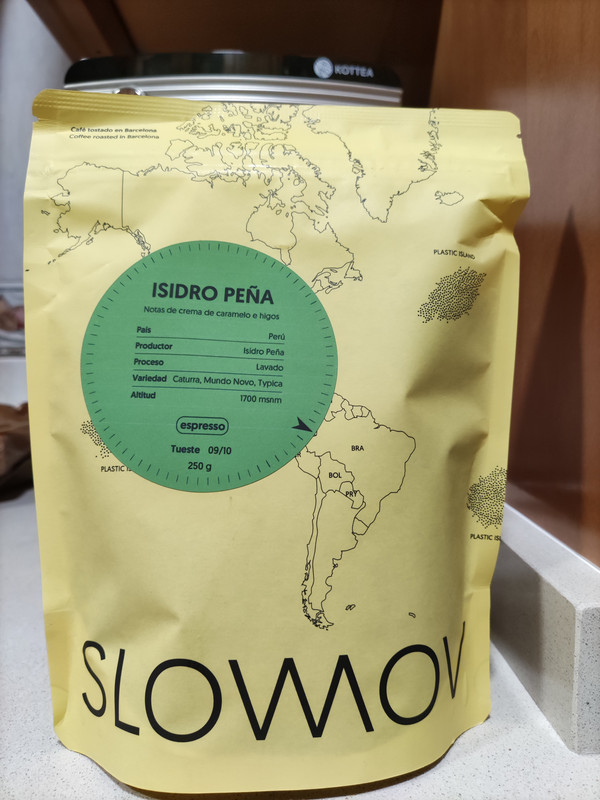 KOTTEA
Café tostado en Barcelona
Coffee roasted in Barcelona
PLASTIC ISLAND
ISIDRO PEÑA
Notas de crema de caramelo e higos
País Perú
Productor Isidro Peña
Proceso Lavado
Variedad Caturra, Mundo Novo, Typica
Altitud 1700 msnm
espresso
Tueste 09/10
250 g
BRA
BOL
PRY
PLASTIC
PLASTIC
SLOWMOV